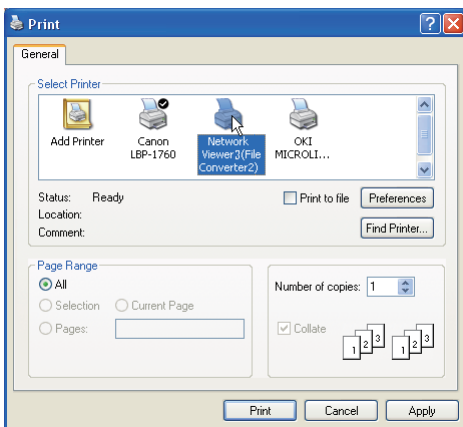 Print
General
Select Printer
Add Printer
Canon
LBP-1760
Network
Viewer3(File
Converter2)
OKI
MICROLI...
Status: Ready
Location:
Comment:
Print to file
Preferences
Find Printer...
Page Range
All
Selection
Current Page
Pages:
Number of copies: 1
Collate
1 2 3 1 2 3
Print
Cancel
Apply